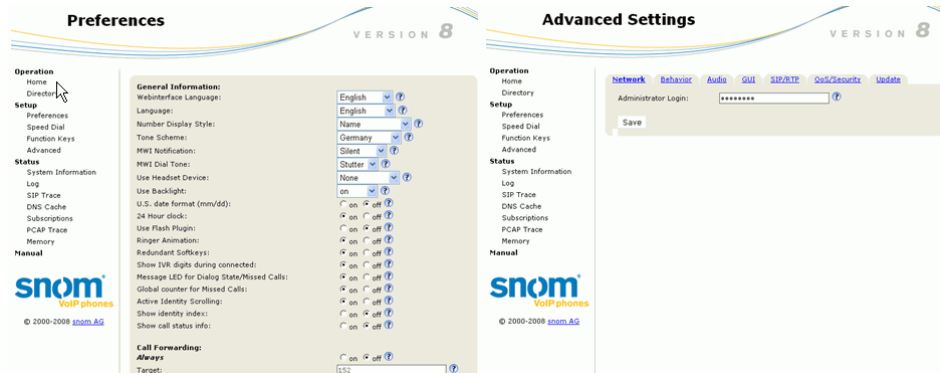 Preferences
VERSION 8
Operation
Home
Directory
Setup
Preferences
Speed Dial
Function Keys
Advanced
Status
System Information
Log
SIP Trace
DNS Cache
Subscriptions
PCAP Trace
Memory
Manual
snom
VoIP phones
© 2000-2008 snom AG
General Information:
Webinterface Language: English ?
Language: English ?
Number Display Style: Name ?
Tone Scheme: Germany ?
MWI Notification: Silent ?
MWI Dial Tone: Stutter ?
Use Headset Device: None ?
Use Backlight: on ?
U.S. date format (mm/dd): on off ?
24 Hour clock: on off ?
Use Flash Plugin: on off ?
Ringer Animation: on off ?
Redundant Softkeys: on off ?
Show IVR digits during connected: on off ?
Message LED for Dialog State/Missed Calls: on off ?
Global counter for Missed Calls: on off ?
Active Identity Scrolling: on off ?
Show identity index: on off ?
Show call status info: on off ?
Call Forwarding:
Always on off ?
Target: 152 ?
Advanced Settings
VERSION 8
Operation
Home
Directory
Setup
Preferences
Speed Dial
Function Keys
Advanced
Status
System Information
Log
SIP Trace
DNS Cache
Subscriptions
PCAP Trace
Memory
Manual
snom
VoIP phones
© 2000-2008 snom AG
Network Behavior Audio GUI SIP/RTP QoS/Security Update
Administrator Login: •••••••• ?
Save